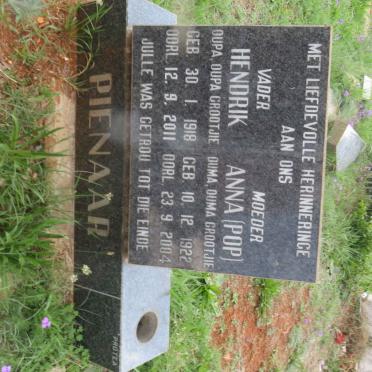 MET LIEFDEVOLLE HERINNERINGE
AAN ONS
VADER MOEDER
HENDRIK ANNA (POP)
OUPA, OUPA GROOTJIE OUMA, OUMA GROOTJIE
GEB 30. 1. 1918 GEB 10. 12. 1922
OORL 12. 9. 2011 OORL 23. 9. 2004
JULLE WAS GETROU TOT DIE EINDE
PIENAAR
PROTEA